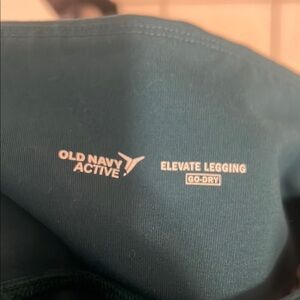 OLD NAVY
ACTIVE
ELEVATE LEGGING
GO-DRY